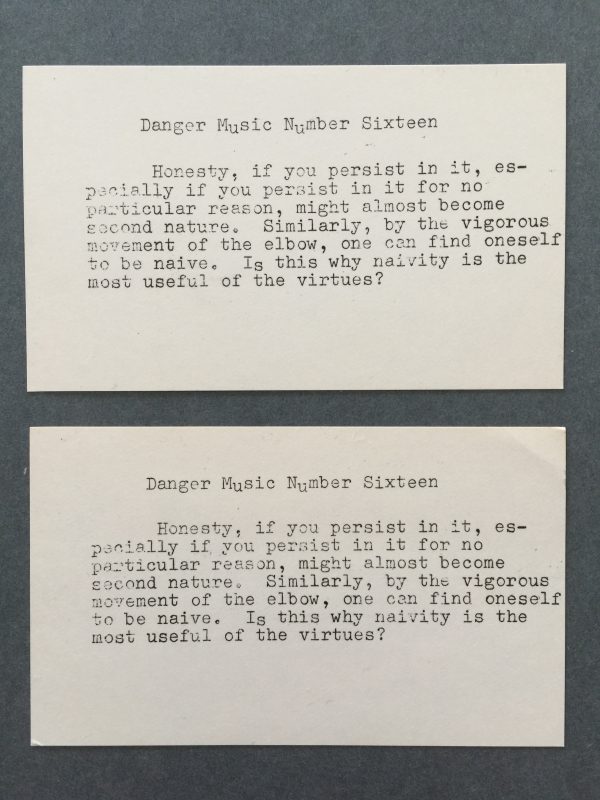 Danger Music Number Sixteen
Honesty, if you persist in it, es-
pecially if you persist in it for no
particular reason, might almost become
second nature. Similarly, by the vigorous
movement of the elbow, one can find oneself
to be naive. Is this why naivity is the
most useful of the virtues?
Danger Music Number Sixteen
Honesty, if you persist in it, es-
pecially if you persist in it for no
particular reason, might almost become
second nature. Similarly, by the vigorous
movement of the elbow, one can find oneself
to be naive. Is this why naivity is the
most useful of the virtues?